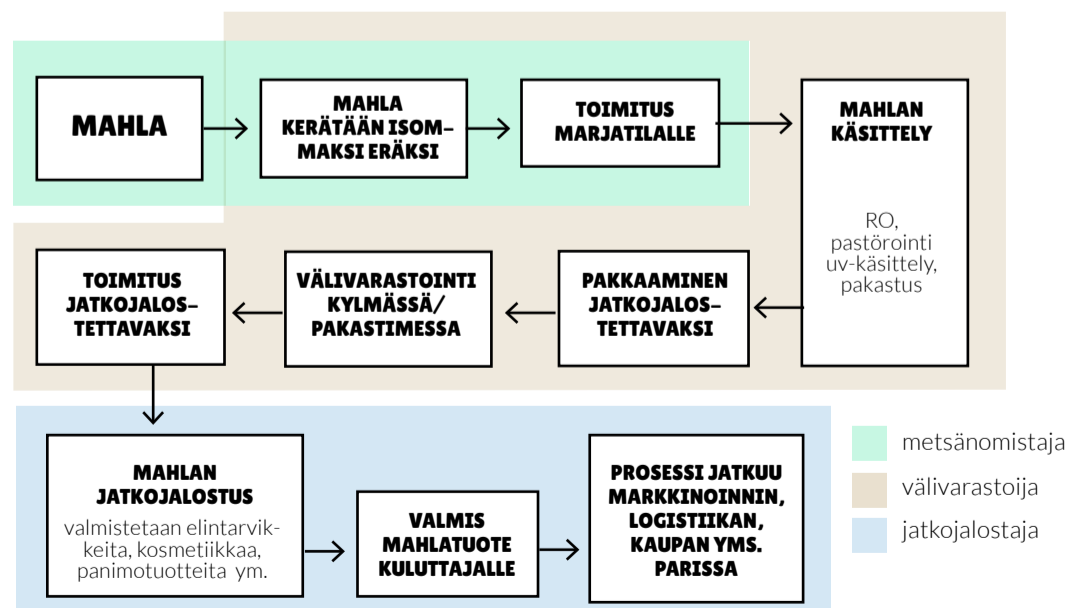 MAHLA
MAHLA
KERÄTÄÄN ISOM–
MAKSI ERÄKSI
TOIMITUS
MARJATILALLE
MAHLAN
KÄSITTELY
RO,
pastörointi
uv-käsittely,
pakastus
PAKKAAMINEN
JATKOJALOS–
TETTAVAKSI
VÄLIVARASTOINTI
KYLMÄSSÄ/
PAKASTIMESSA
TOIMITUS
JATKOJALOS–
TETTAVAKSI
MAHLAN
JATKOJALOSTUS
valmistetaan elintarvik-
keita, kosmetiikkaa,
panimotuotteita ym.
VALMIS
MAHLATUOTE
KULUTTAJALLE
PROSESSI JATKUU
MARKKINOINNIN,
LOGISTIIKAN,
KAUPAN YMS.
PARISSA
metsänomistaja
välivarastoija
jatkojalostaja